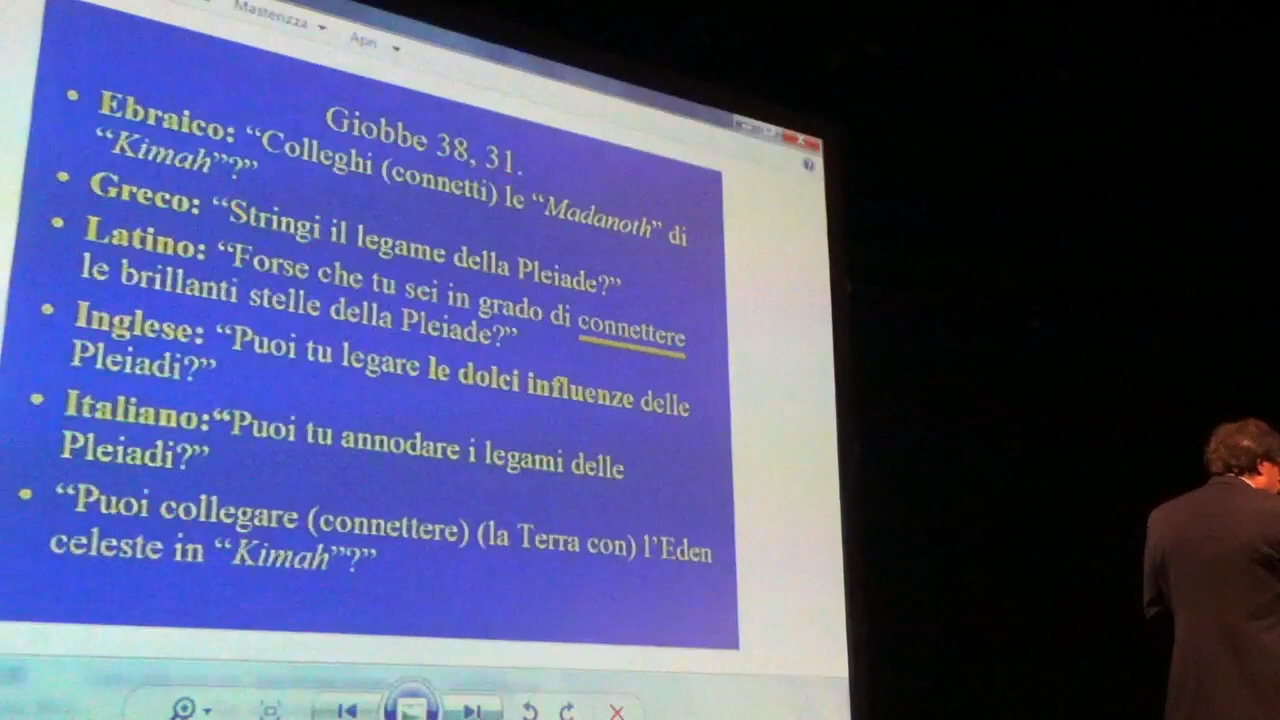 Masterizza
Apri
Giobbe 38, 31.
• Ebraico: “Colleghi (connetti) le “Madanoth” di
“Kimah”?”
• Greco: “Stringi il legame della Pleiade?”
• Latino: “Forse che tu sei in grado di connettere
le brillanti stelle della Pleiade?”
• Inglese: “Puoi tu legare le dolci influenze delle
Pleiadi?”
• Italiano:“Puoi tu annodare i legami delle
Pleiadi?”
• “Puoi collegare (connettere) (la Terra con) l’Eden
celeste in “Kimah”?”